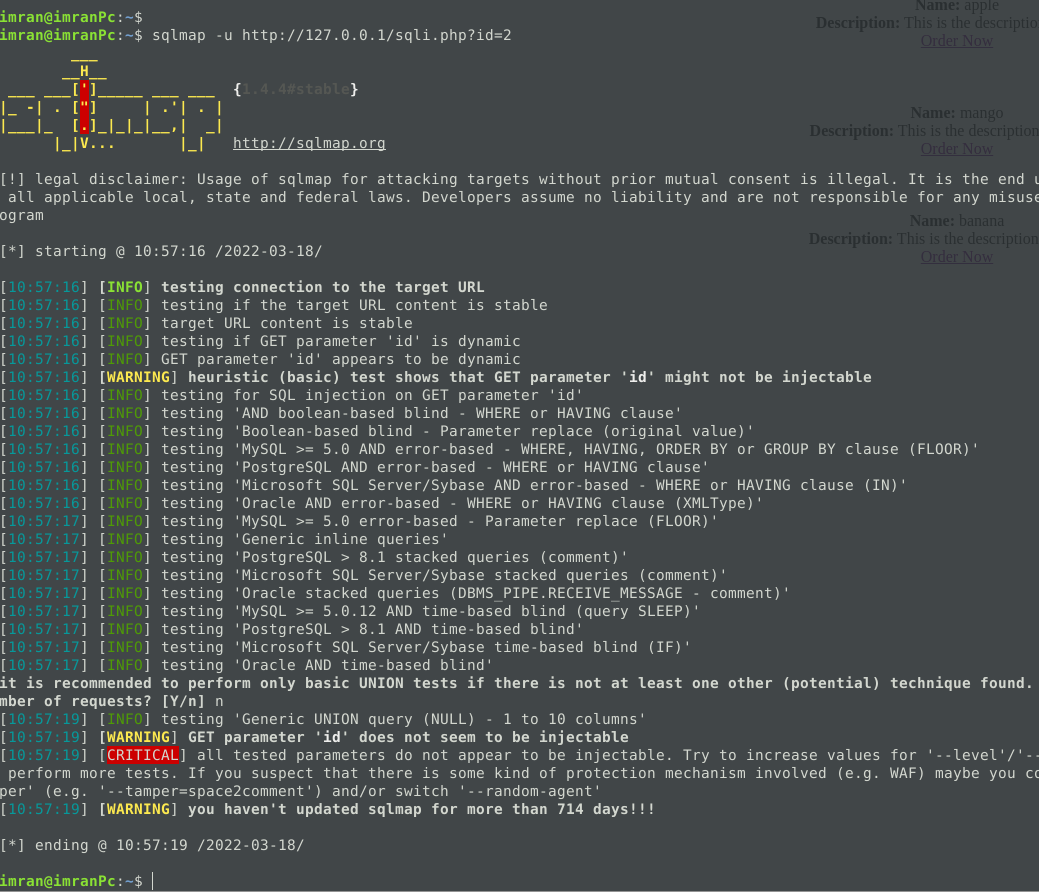 imran@imranPc:~$
imran@imranPc:~$ sqlmap -u http://127.0.0.1/sqli.php?id=2
        ___
       __H__
 ___ ___[']_____ ___ ___  {1.4.4#stable}
|_ -| . ["]     | .'| . |
|___|_  [.]_|_|_|__,|  _|
      |_|V...       |_|   http://sqlmap.org
[!] legal disclaimer: Usage of sqlmap for attacking targets without prior mutual consent is illegal. It is the end u
 all applicable local, state and federal laws. Developers assume no liability and are not responsible for any misuse
ogram
[*] starting @ 10:57:16 /2022-03-18/
[10:57:16] [INFO] testing connection to the target URL
[10:57:16] [INFO] testing if the target URL content is stable
[10:57:16] [INFO] target URL content is stable
[10:57:16] [INFO] testing if GET parameter 'id' is dynamic
[10:57:16] [INFO] GET parameter 'id' appears to be dynamic
[10:57:16] [WARNING] heuristic (basic) test shows that GET parameter 'id' might not be injectable
[10:57:16] [INFO] testing for SQL injection on GET parameter 'id'
[10:57:16] [INFO] testing 'AND boolean-based blind - WHERE or HAVING clause'
[10:57:16] [INFO] testing 'Boolean-based blind - Parameter replace (original value)'
[10:57:16] [INFO] testing 'MySQL >= 5.0 AND error-based - WHERE, HAVING, ORDER BY or GROUP BY clause (FLOOR)'
[10:57:16] [INFO] testing 'PostgreSQL AND error-based - WHERE or HAVING clause'
[10:57:16] [INFO] testing 'Microsoft SQL Server/Sybase AND error-based - WHERE or HAVING clause (IN)'
[10:57:16] [INFO] testing 'Oracle AND error-based - WHERE or HAVING clause (XMLType)'
[10:57:17] [INFO] testing 'MySQL >= 5.0 error-based - Parameter replace (FLOOR)'
[10:57:17] [INFO] testing 'Generic inline queries'
[10:57:17] [INFO] testing 'PostgreSQL > 8.1 stacked queries (comment)'
[10:57:17] [INFO] testing 'Microsoft SQL Server/Sybase stacked queries (comment)'
[10:57:17] [INFO] testing 'Oracle stacked queries (DBMS_PIPE.RECEIVE_MESSAGE - comment)'
[10:57:17] [INFO] testing 'MySQL >= 5.0.12 AND time-based blind (query SLEEP)'
[10:57:17] [INFO] testing 'PostgreSQL > 8.1 AND time-based blind'
[10:57:17] [INFO] testing 'Microsoft SQL Server/Sybase time-based blind (IF)'
[10:57:17] [INFO] testing 'Oracle AND time-based blind'
it is recommended to perform only basic UNION tests if there is not at least one other (potential) technique found.
mber of requests? [Y/n] n
[10:57:19] [INFO] testing 'Generic UNION query (NULL) - 1 to 10 columns'
[10:57:19] [WARNING] GET parameter 'id' does not seem to be injectable
[10:57:19] [CRITICAL] all tested parameters do not appear to be injectable. Try to increase values for '--level'/'--
 perform more tests. If you suspect that there is some kind of protection mechanism involved (e.g. WAF) maybe you co
per' (e.g. '--tamper=space2comment') and/or switch '--random-agent'
[10:57:19] [WARNING] you haven't updated sqlmap for more than 714 days!!!
[*] ending @ 10:57:19 /2022-03-18/
imran@imranPc:~$
Name: apple
Description: This is the descriptio
Order Now
Name: mango
Description: This is the description
Order Now
Name: banana
Description: This is the description
Order Now